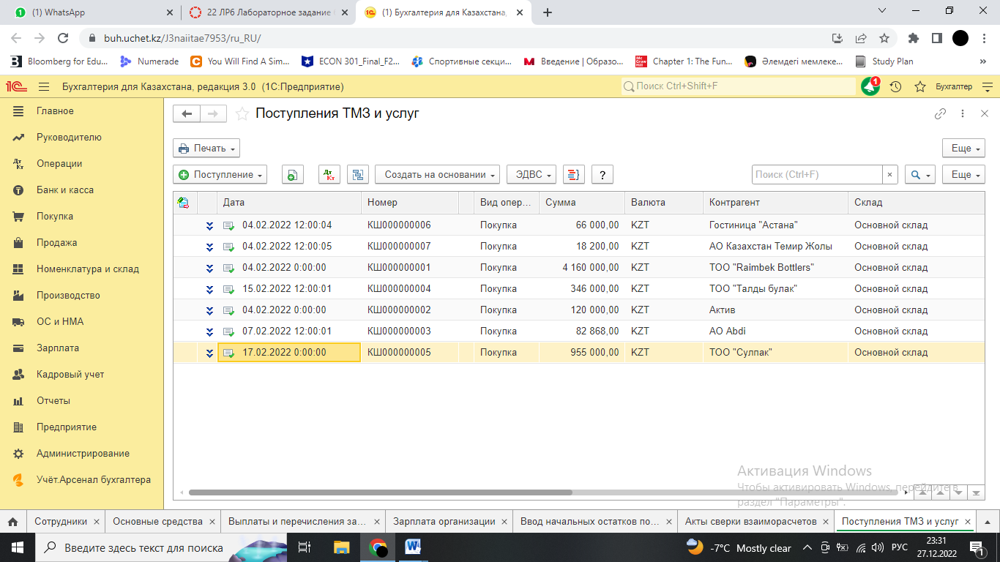 (1) WhatsApp
22 ЛР6 Лабораторное задание
(1) Бухгалтерия для Казахстана,
buh.uchet.kz/J3naiitae7953/ru_RU/
Bloomberg for Edu... Numerade You Will Find A Sim... ECON 301_Final_F2... Спортивные секци... Введение | Образо... Chapter 1: The Fun... Әлемдегі мемлеке... Study Plan »
1С Бухгалтерия для Казахстана, редакция 3.0 (1С:Предприятие) Поиск Ctrl+Shift+F 1 Бухгалтер
Главное
Руководителю
Операции
Банк и касса
Покупка
Продажа
Номенклатура и склад
Производство
ОС и НМА
Зарплата
Кадровый учет
Отчеты
Предприятие
Администрирование
Учёт.Арсенал бухгалтера
Поступления ТМЗ и услуг
Печать Еще
Поступление Дт Кт Создать на основании ЭДВС ? Поиск (Ctrl+F) × Еще
Дата Номер Вид опер... Сумма Валюта Контрагент Склад
04.02.2022 12:00:04 КШ000000006 Покупка 66 000,00 KZT Гостиница "Астана" Основной склад
04.02.2022 12:00:05 КШ000000007 Покупка 18 200,00 KZT АО Казахстан Темир Жолы Основной склад
04.02.2022 0:00:00 КШ000000001 Покупка 4 160 000,00 KZT ТОО "Raimbek Bottlers" Основной склад
15.02.2022 12:00:01 КШ000000004 Покупка 346 000,00 KZT ТОО "Талды булак" Основной склад
04.02.2022 0:00:00 КШ000000002 Покупка 120 000,00 KZT Актив Основной склад
07.02.2022 12:00:01 КШ000000003 Покупка 82 868,00 KZT АО Abdi Основной склад
17.02.2022 0:00:00 КШ000000005 Покупка 955 000,00 KZT ТОО "Сулпак" Основной склад
Активация Windows
Чтобы активировать Windows, перейдите в
раздел "Параметры".
Сотрудники × Основные средства × Выплаты и перечисления за... × Зарплата организации × Ввод начальных остатков по... × Акты сверки взаиморасчетов × Поступления ТМЗ и услуг ×
Введите здесь текст для поиска -7°C Mostly clear РУС 23:31
27.12.2022 1